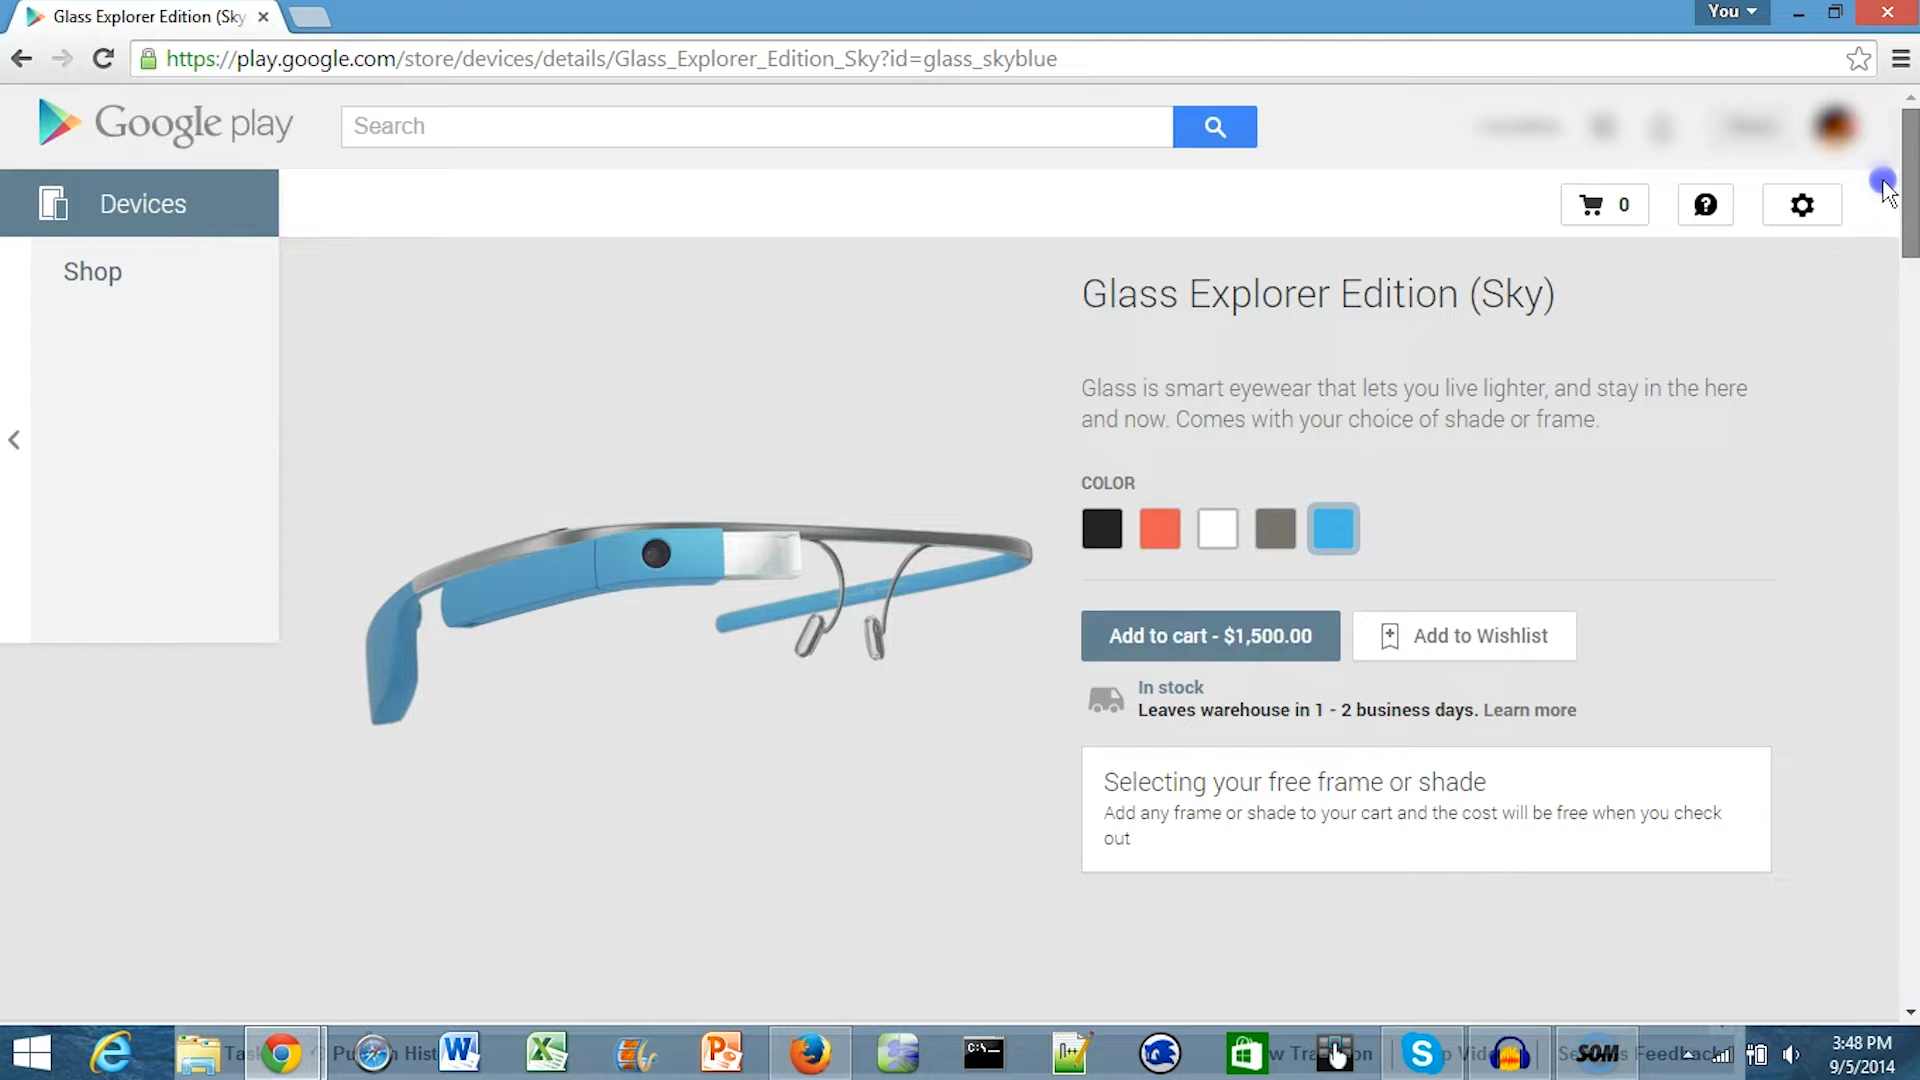 Glass Explorer Edition (Sky
You
https://play.google.com/store/devices/details/Glass_Explorer_Edition_Sky?id=glass_skyblue
Google play
Search
Devices
0
Shop
Glass Explorer Edition (Sky)
Glass is smart eyewear that lets you live lighter, and stay in the here
and now. Comes with your choice of shade or frame.
COLOR
Add to cart - $1,500.00
Add to Wishlist
In stock
Leaves warehouse in 1 - 2 business days. Learn more
Selecting your free frame or shade
Add any frame or shade to your cart and the cost will be free when you check
out
SOM
Feedback
3:48 PM
9/5/2014